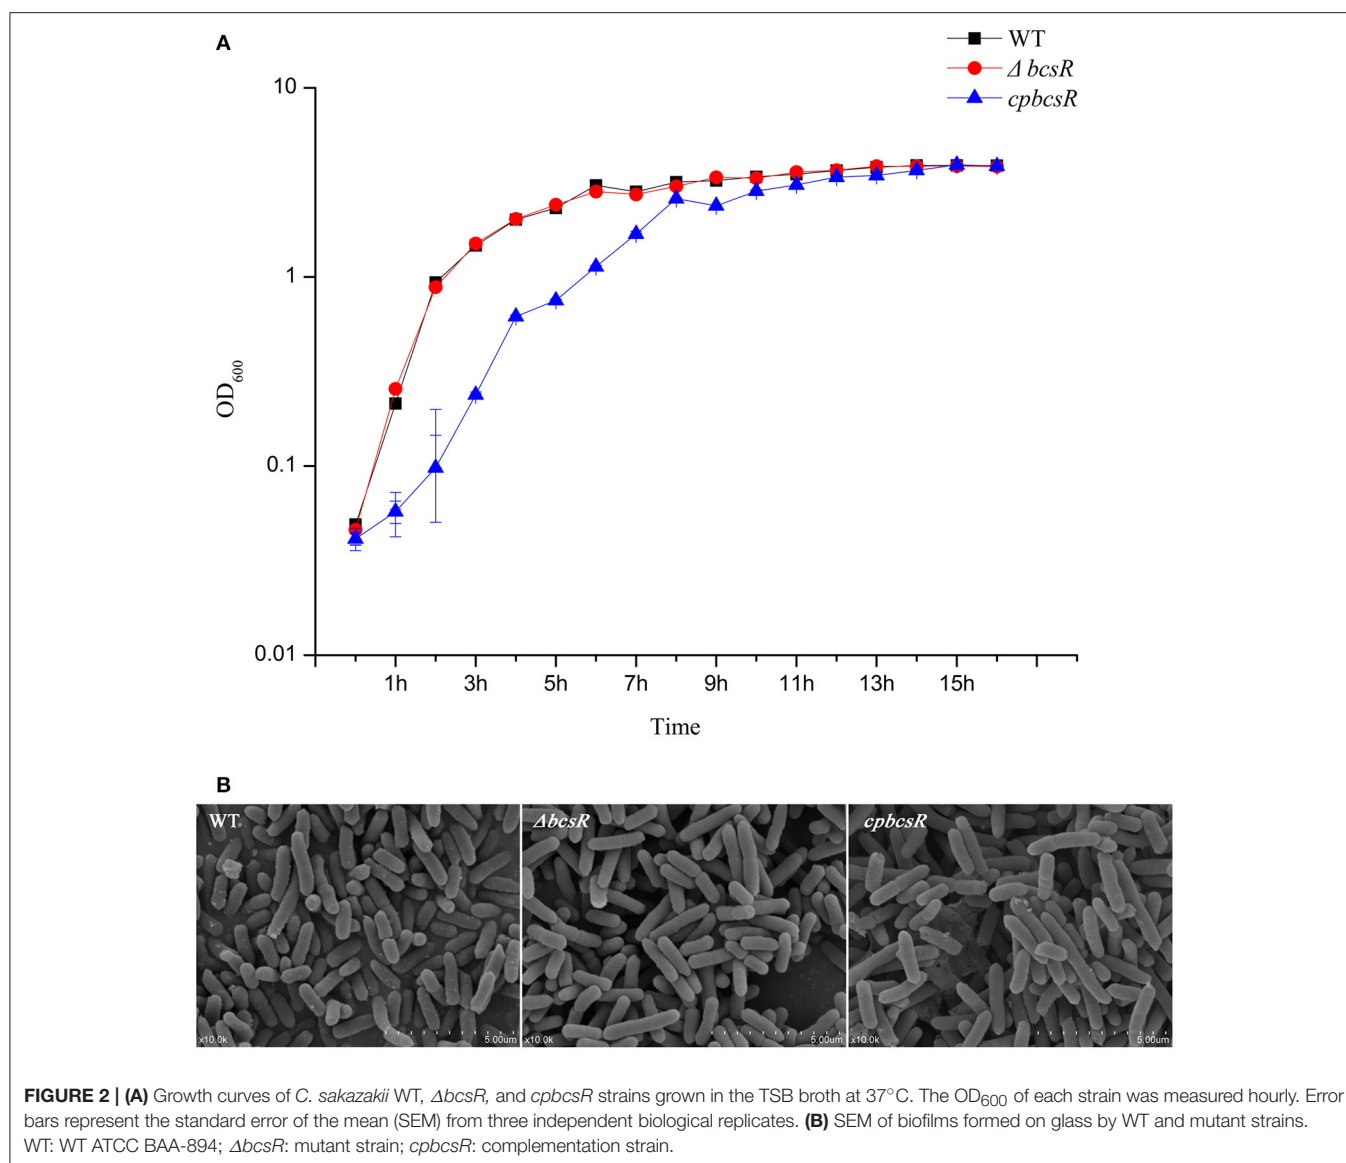 A
WT
Δ bcsR
cpbcsR
10
1
0.1
0.01
OD600
1h 3h 5h 7h 9h 11h 13h 15h
Time
B
WT
ΔbcsR
cpbcsR
x10.0k 5.00um
x10.0k 5.00um
x10.0k 5.00um
FIGURE 2 | (A) Growth curves of C. sakazakii WT, ΔbcsR, and cpbcsR strains grown in the TSB broth at 37°C. The OD600 of each strain was measured hourly. Error
bars represent the standard error of the mean (SEM) from three independent biological replicates. (B) SEM of biofilms formed on glass by WT and mutant strains.
WT: WT ATCC BAA-894; ΔbcsR: mutant strain; cpbcsR: complementation strain.